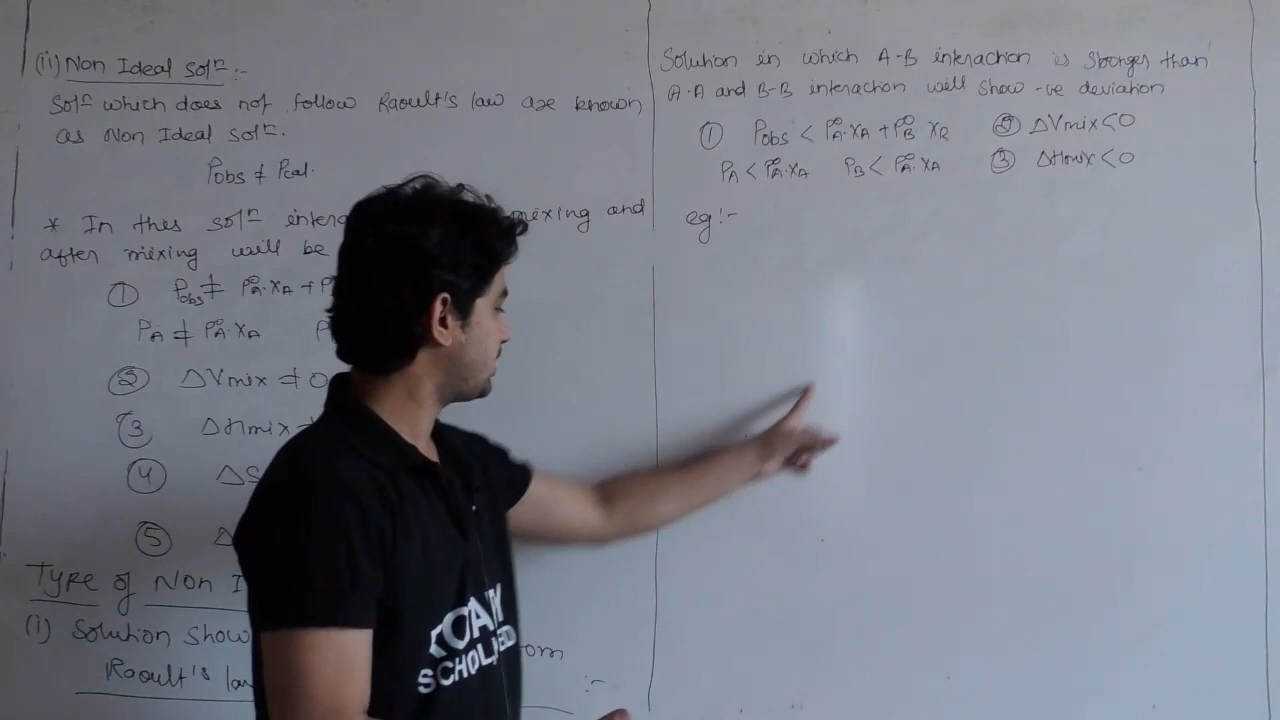 (ii) Non Ideal Solⁿ :-
Solⁿ which does not follow Raoult's law are known
as Non Ideal Solⁿ.
Pobs ≠ Pcal.
* In this solⁿ mixing and
after mixing will be
① Pobs ≠ P°A.XA +
PA ≠ P°A.XA
② ΔVmix ≠ 0
③ ΔHmix
④ ΔS
⑤ Δ
Type of Non I
(i) Solution Show
Raoult's :-
Solution in which A-B interaction is stronger than
A-A and B-B interaction will show -ve deviation
① Pobs < P°A.XA + P°B XB ② ΔVmix<0
PA < P°A.XA PB < P°A.XA ③ ΔHmix<0
eg!-